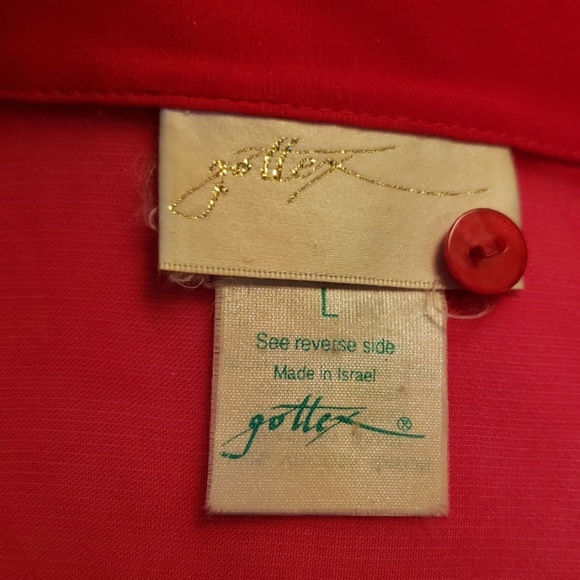 gottex
L
See reverse side
Made in Israel
gottex®